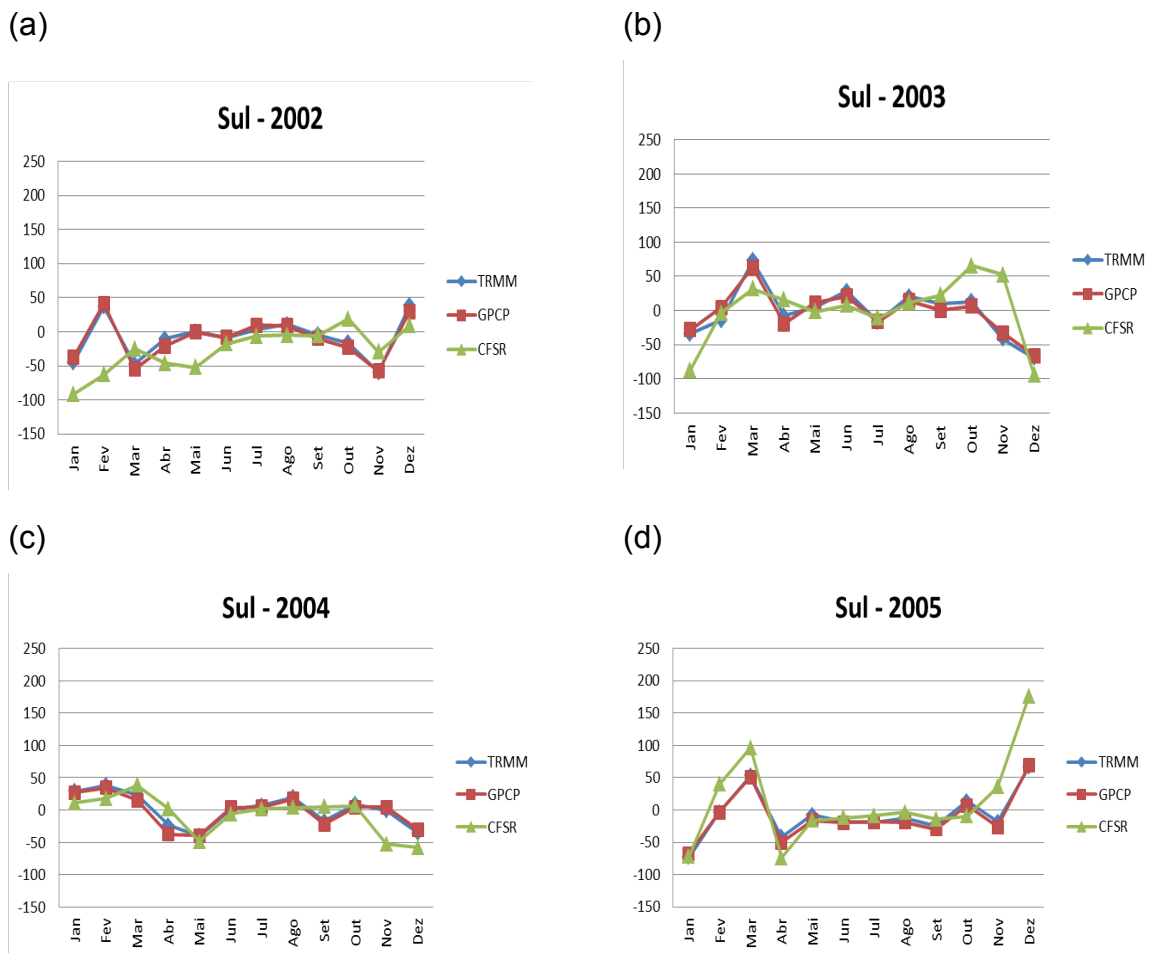 (a)
(b)
Sul - 2002
250
200
150
100
50
0
-50
-100
-150
Jan
Fev
Mar
Abr
Mai
Jun
Jul
Ago
Set
Out
Nov
Dez
TRMM
GPCP
CFSR
Sul - 2003
250
200
150
100
50
0
-50
-100
-150
Jan
Fev
Mar
Abr
Mai
Jun
Jul
Ago
Set
Out
Nov
Dez
TRMM
GPCP
CFSR
(c)
(d)
Sul - 2004
250
200
150
100
50
0
-50
-100
-150
Jan
Fev
Mar
Abr
Mai
Jun
Jul
Ago
Set
Out
Nov
Dez
TRMM
GPCP
CFSR
Sul - 2005
250
200
150
100
50
0
-50
-100
-150
Jan
Fev
Mar
Abr
Mai
Jun
Jul
Ago
Set
Out
Nov
Dez
TRMM
GPCP
CFSR